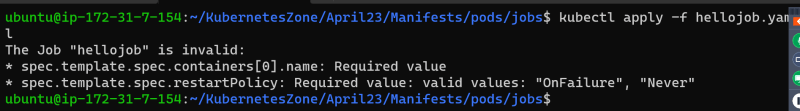 ubuntu@ip-172-31-7-154:~/KubernetesZone/April23/Manifests/pods/jobs$ kubectl apply -f hellojob.yam
l
The Job "hellojob" is invalid:
* spec.template.spec.containers[0].name: Required value
* spec.template.spec.restartPolicy: Required value: valid values: "OnFailure", "Never"
ubuntu@ip-172-31-7-154:~/KubernetesZone/April23/Manifests/pods/jobs$